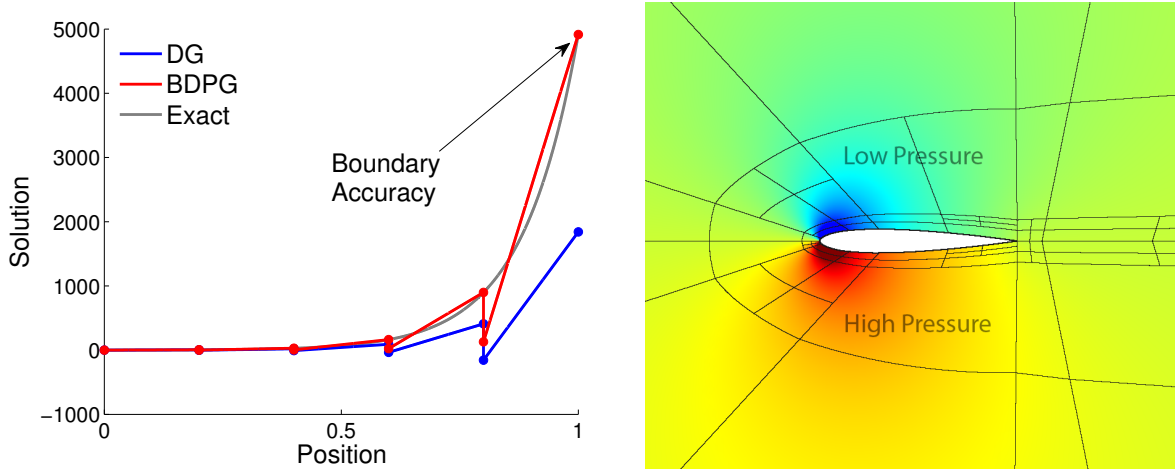 5000
4000
3000
2000
1000
0
−1000
Solution
DG
BDPG
Exact
Boundary
Accuracy
0
0.5
1
Position
Low Pressure
High Pressure